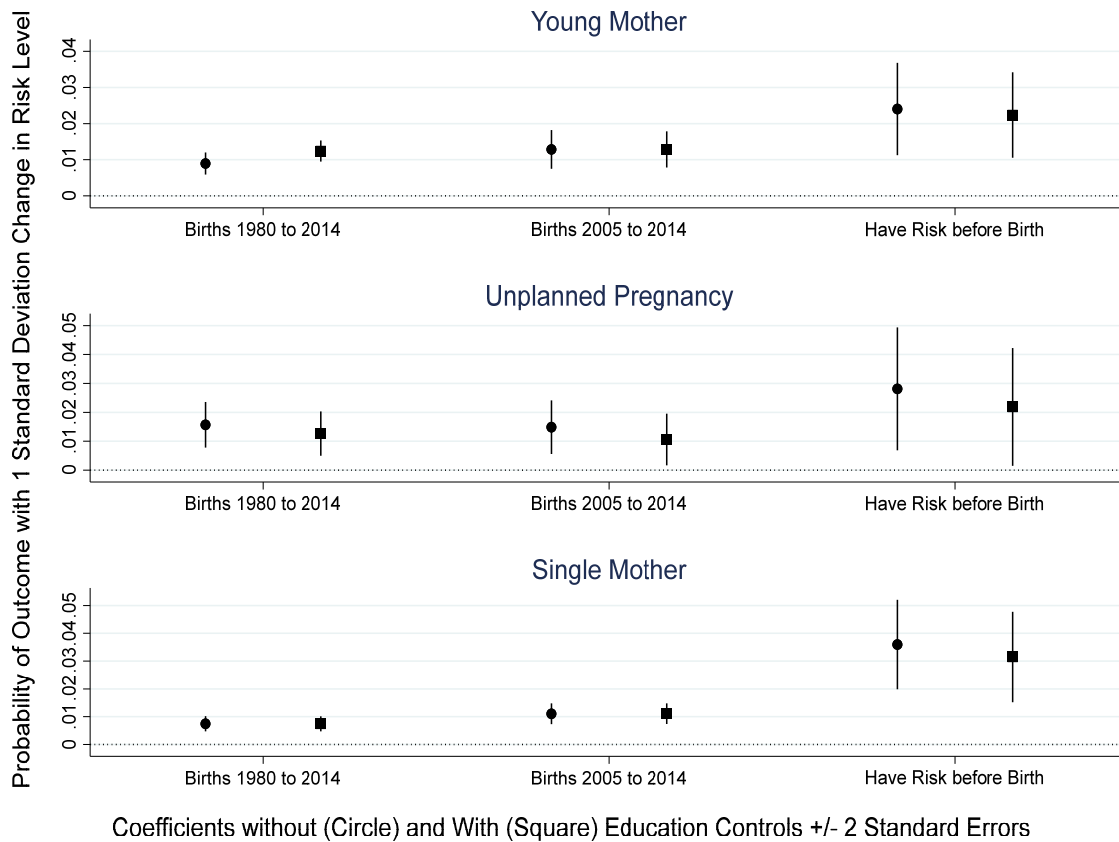 Probability of Outcome with 1 Standard Deviation Change in Risk Level
Young Mother
.04
.03
.02
.01
0
Births 1980 to 2014
Births 2005 to 2014
Have Risk before Birth
Unplanned Pregnancy
.05
.04
.03
.02
.01
0
Births 1980 to 2014
Births 2005 to 2014
Have Risk before Birth
Single Mother
.05
.04
.03
.02
.01
0
Births 1980 to 2014
Births 2005 to 2014
Have Risk before Birth
Coefficients without (Circle) and With (Square) Education Controls +/- 2 Standard Errors